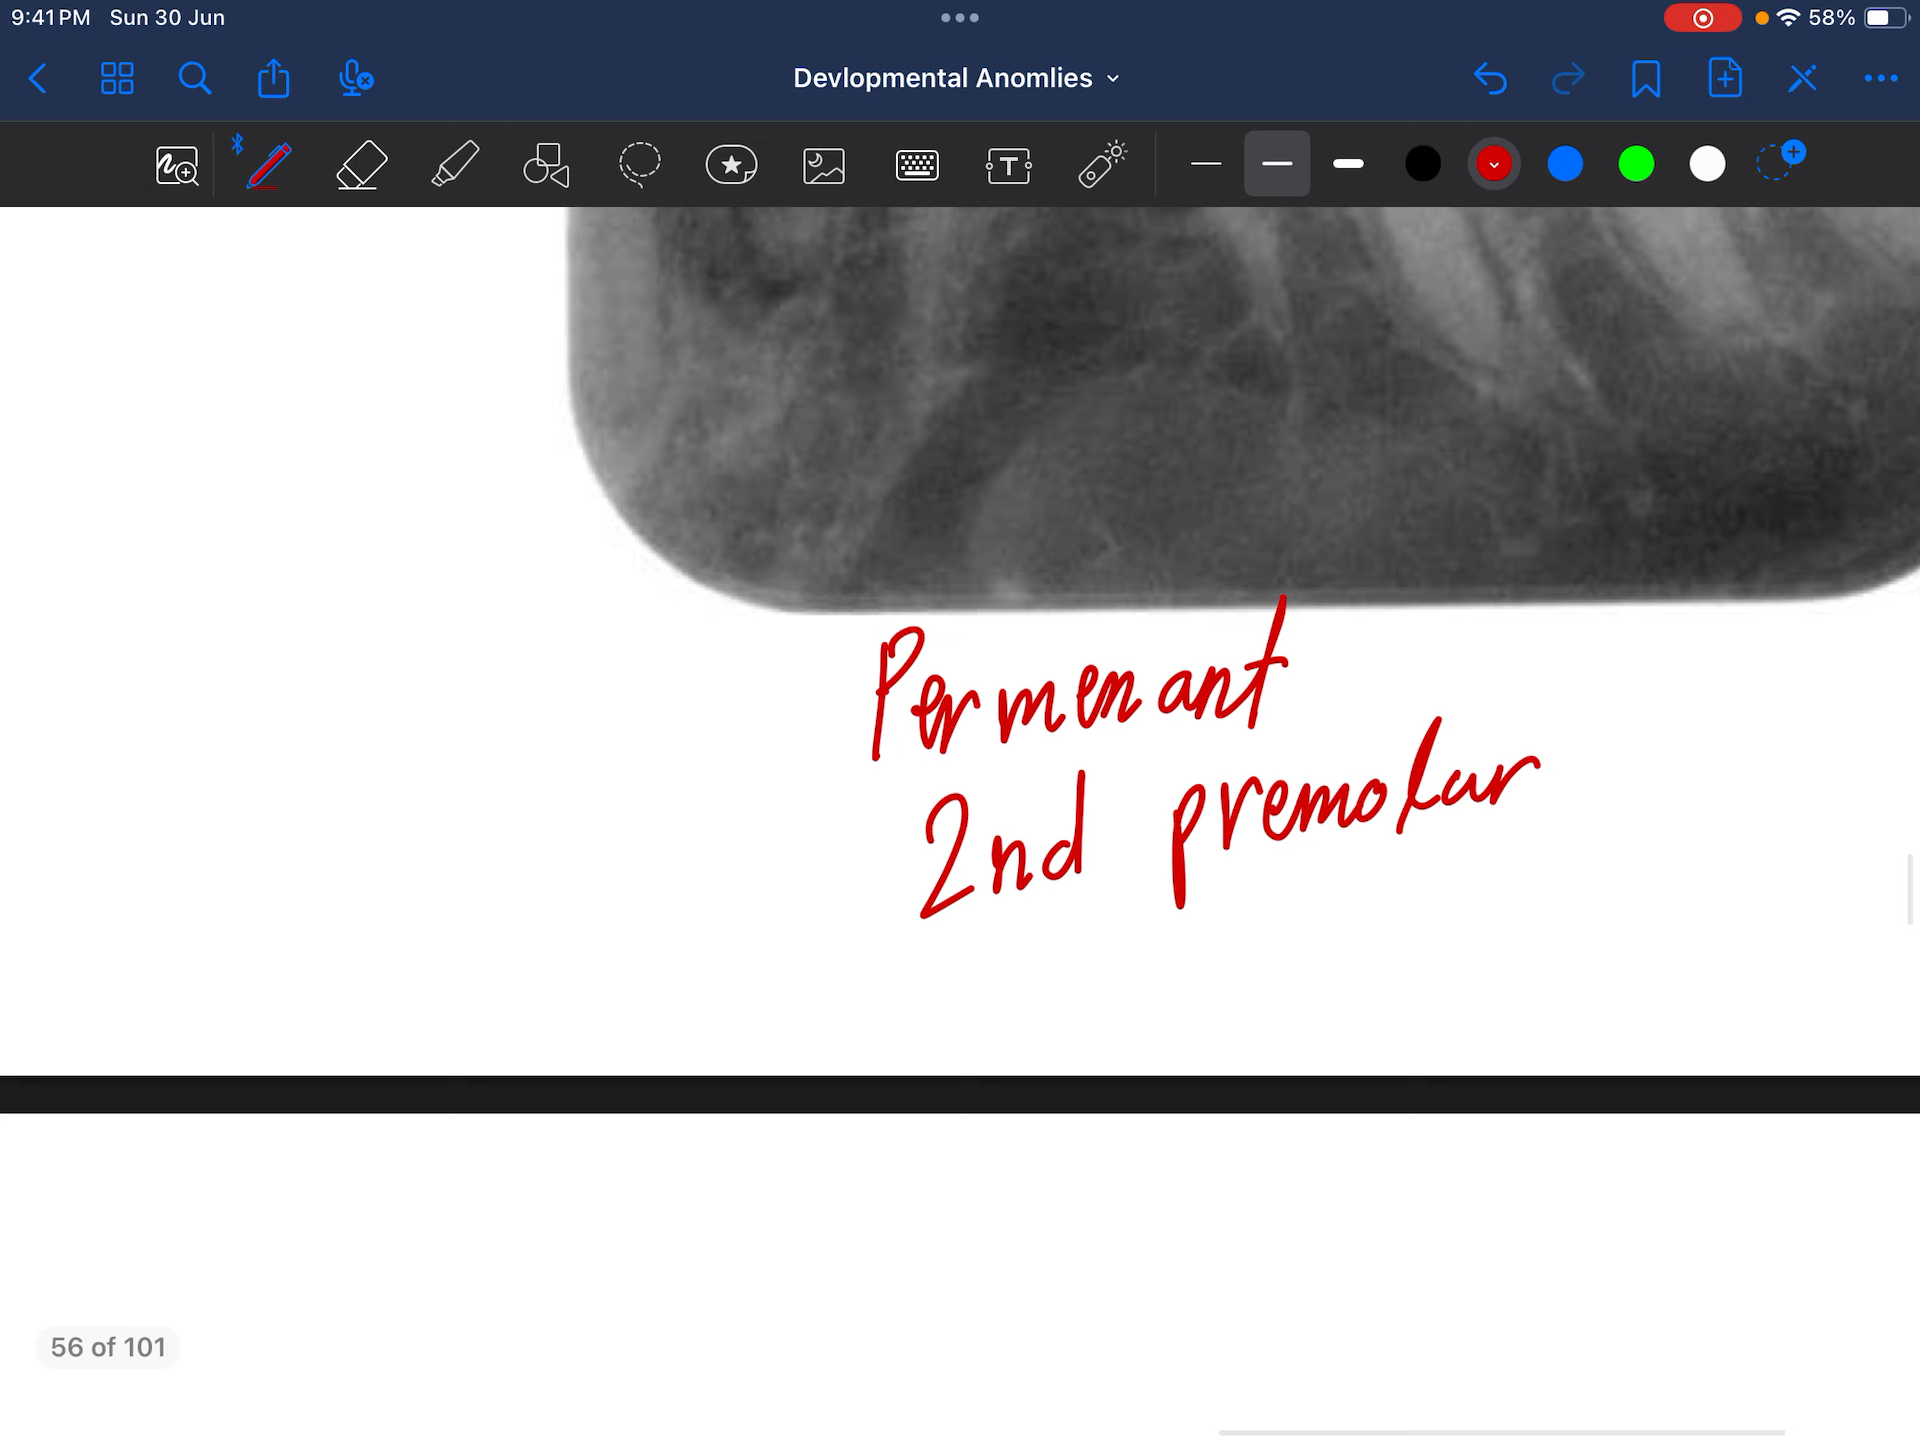 9:41 PM Sun 30 Jun
58%
Devlopmental Anomlies
T
Permenant
2nd premolar
56 of 101